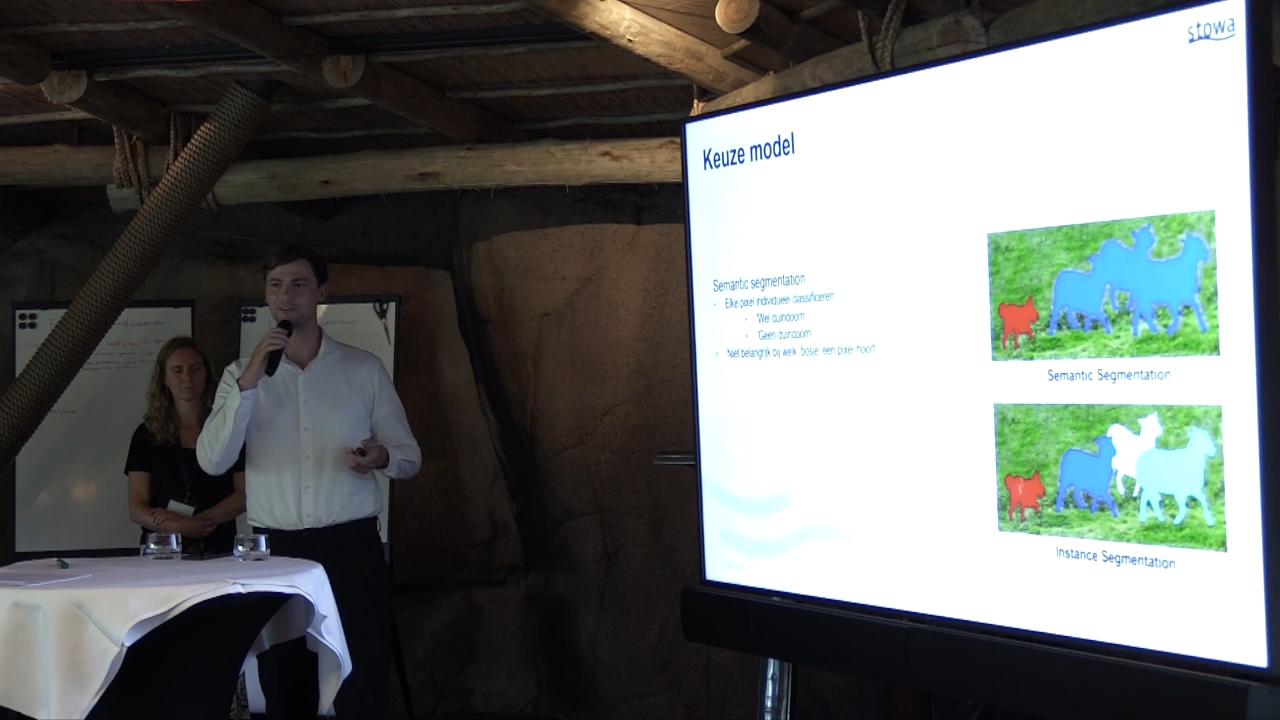 stowa
Keuze model
Semantic segmentation
Elke pixel individueel classificeren
'Wel duindoorn'
'Geen duindoorn'
Niet belangrijk bij welk 'bosje' een pixel hoort
Semantic Segmentation
Instance Segmentation